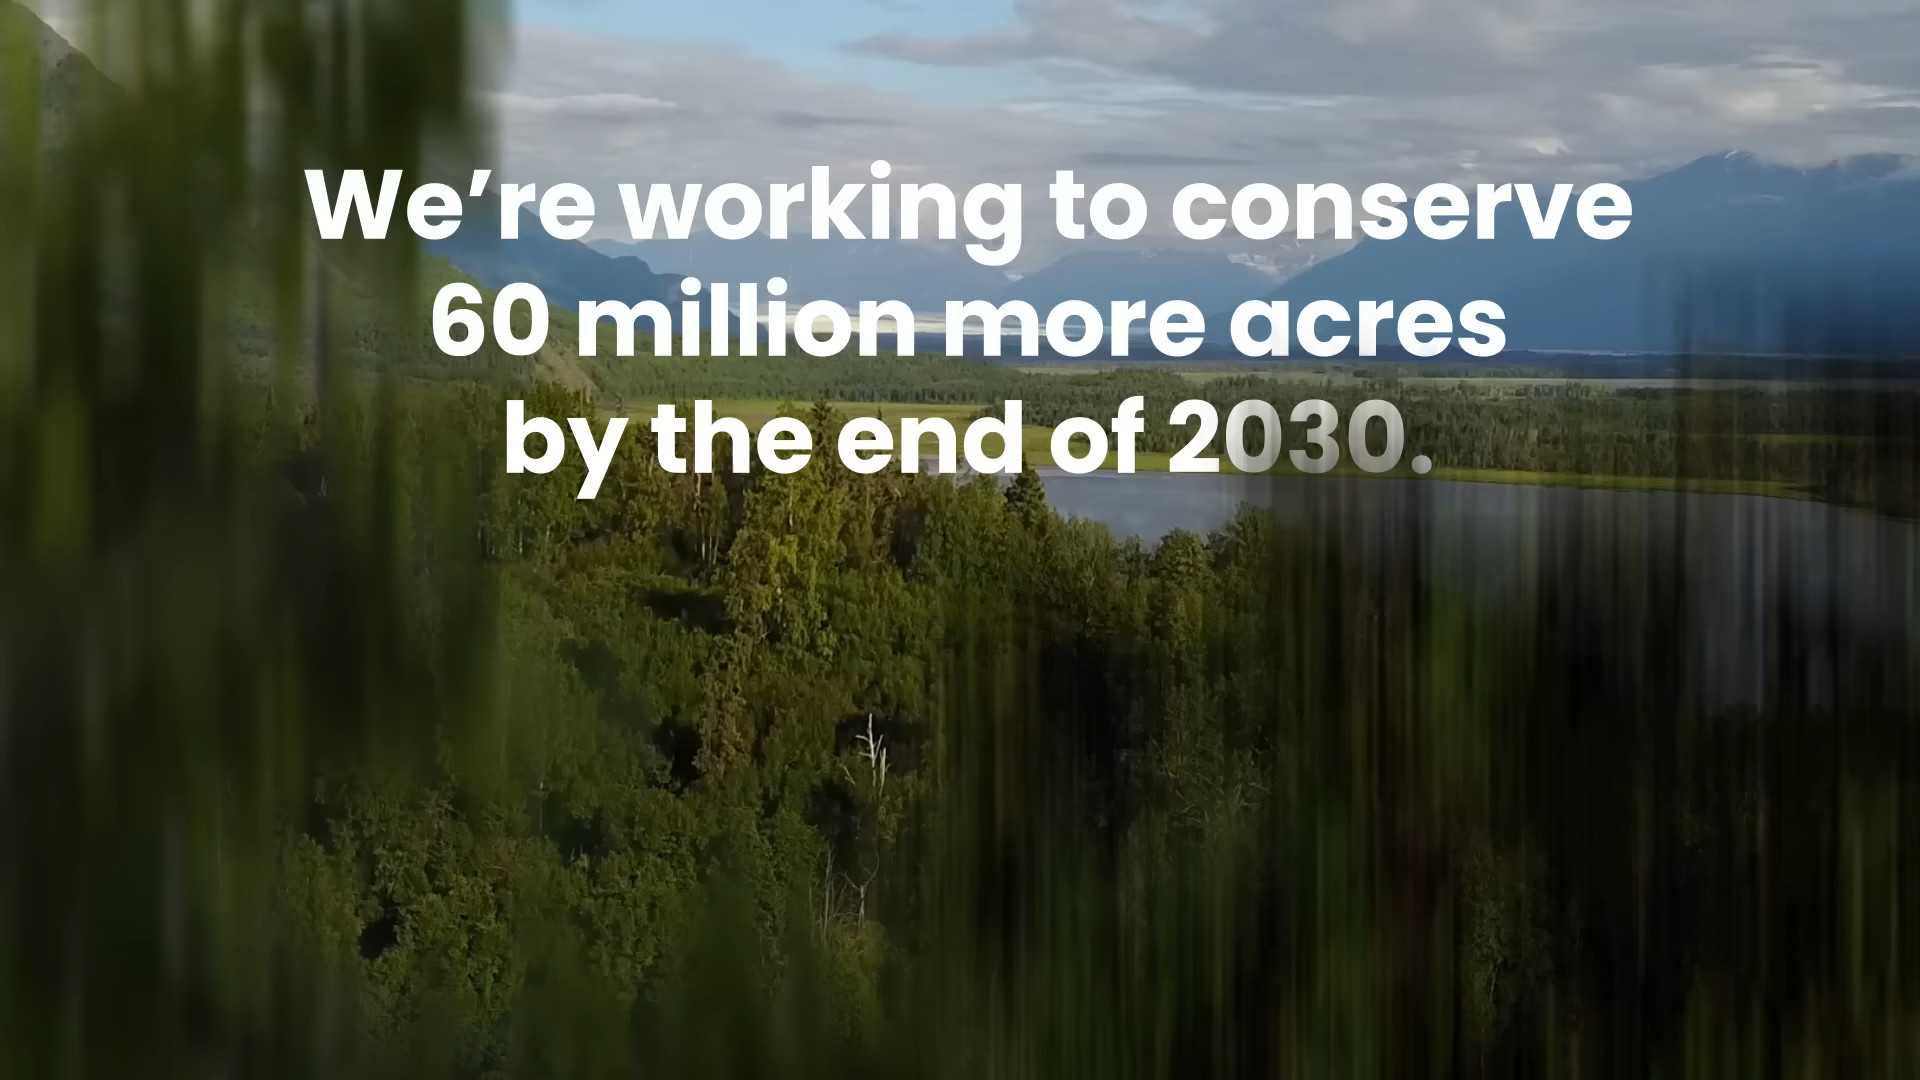 We’re working to conserve
60 million more acres
by the end of 2030.